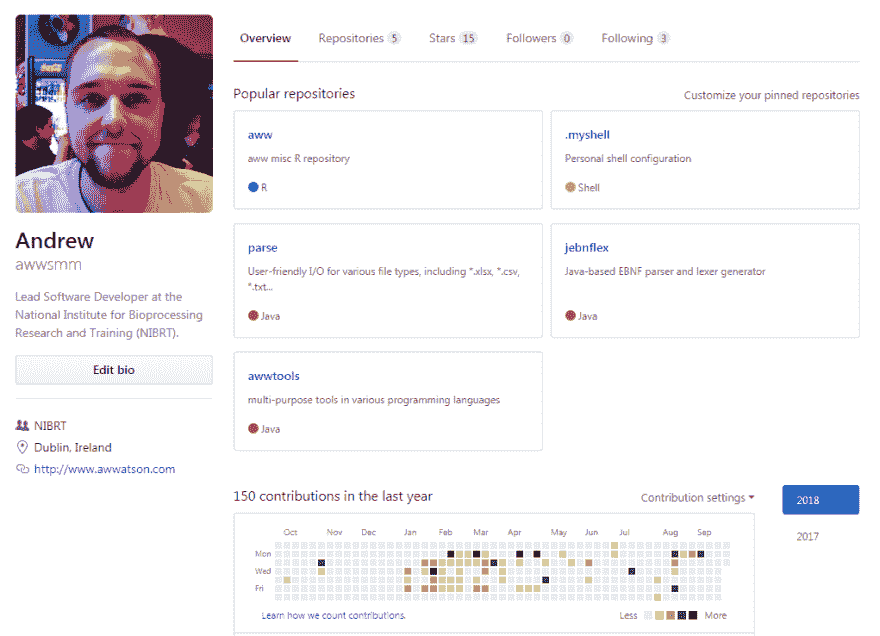 Overview Repositories 5 Stars 15 Followers 0 Following 3
Popular repositories Customize your pinned repositories
aww
aww misc R repository
R
.myshell
Personal shell configuration
Shell
parse
User-friendly I/O for various file types, including *.xlsx, *.csv,
*.txt...
Java
jebnflex
Java-based EBNF parser and lexer generator
Java
awwtools
multi-purpose tools in various programming languages
Java
Andrew
awwsmm
Lead Software Developer at the
National Institute for Bioprocessing
Research and Training (NIBRT).
Edit bio
NIBRT
Dublin, Ireland
http://www.awwatson.com
150 contributions in the last year Contribution settings
2018
2017
Oct Nov Dec Jan Feb Mar Apr May Jun Jul Aug Sep
Mon
Wed
Fri
Learn how we count contributions. Less More